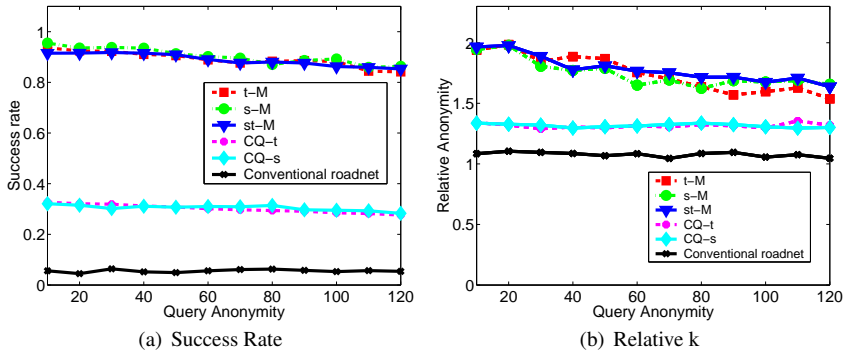 1
0.8
0.6
0.4
0.2
0
20
40
60
80
100
120
Success rate
Query Anonymity
t−M
s−M
st−M
CQ−t
CQ−s
Conventional roadnet
(a) Success Rate
2
1.5
1
0.5
0
20
40
60
80
100
120
Relative Anonymity
Query Anonymity
t−M
s−M
st−M
CQ−t
CQ−s
Conventional roadnet
(b) Relative k